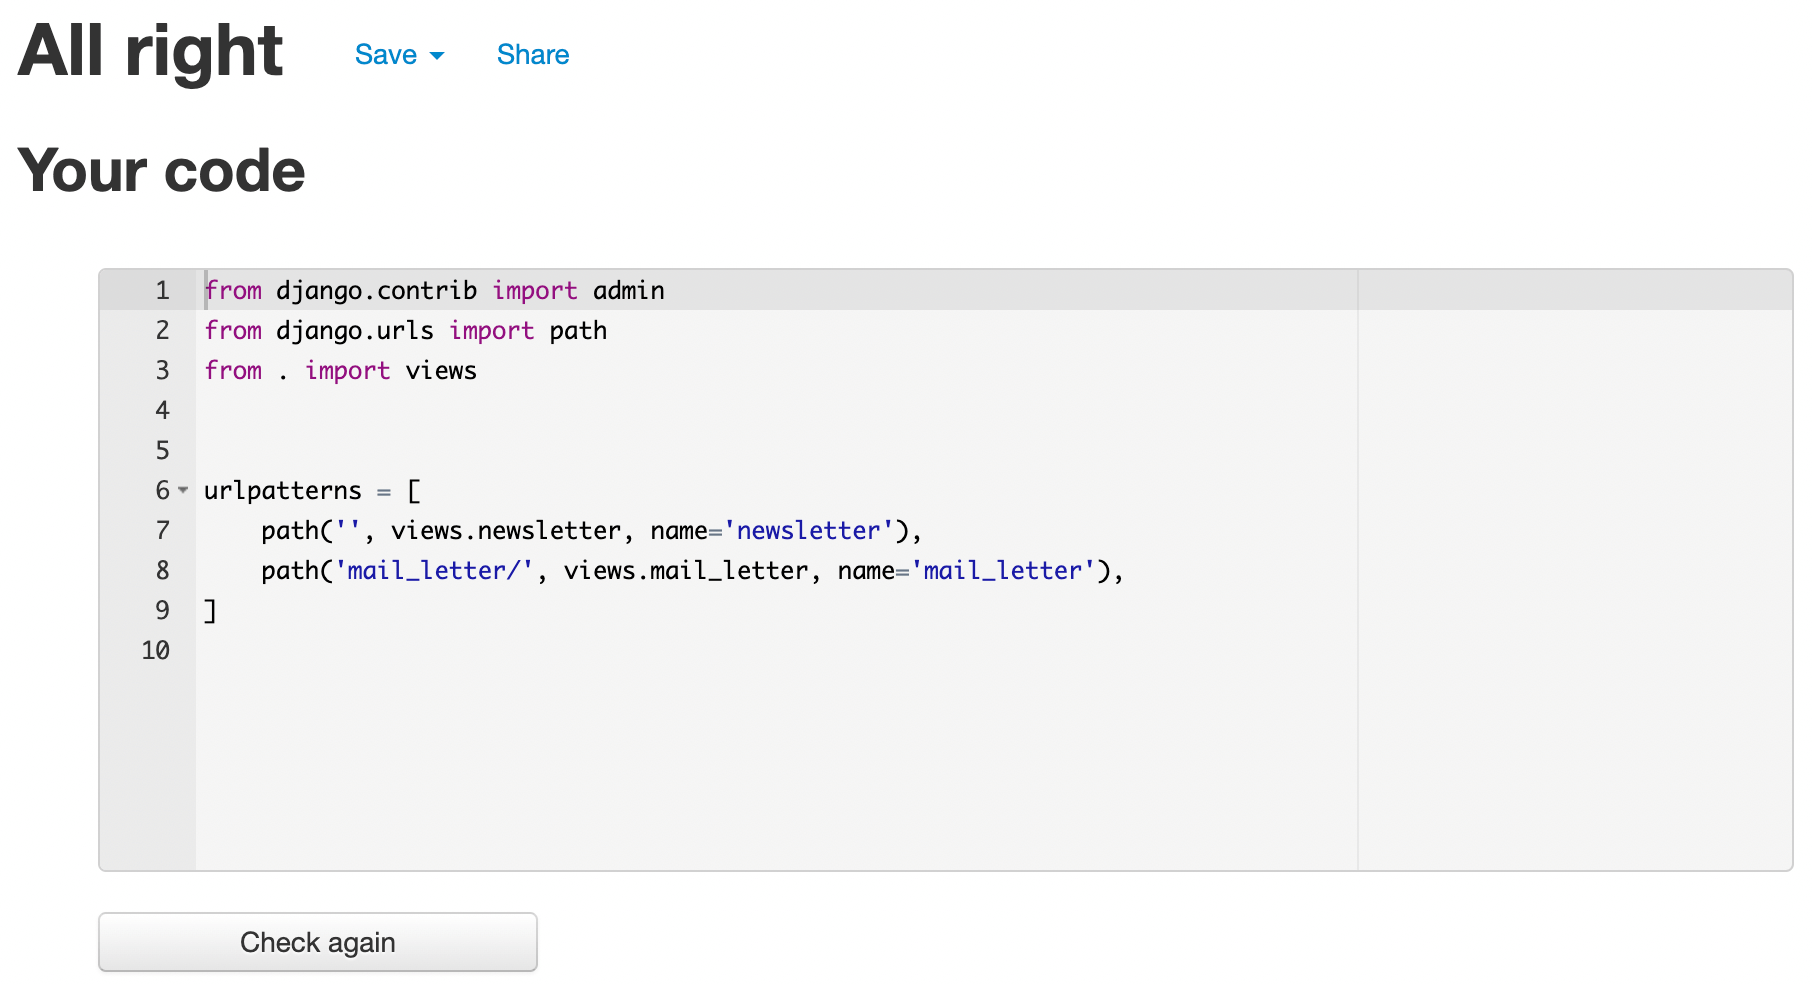 All right Save Share
Your code
1 from django.contrib import admin
2 from django.urls import path
3 from . import views
4
5
6 urlpatterns = [
7     path('', views.newsletter, name='newsletter'),
8     path('mail_letter/', views.mail_letter, name='mail_letter'),
9 ]
10
Check again